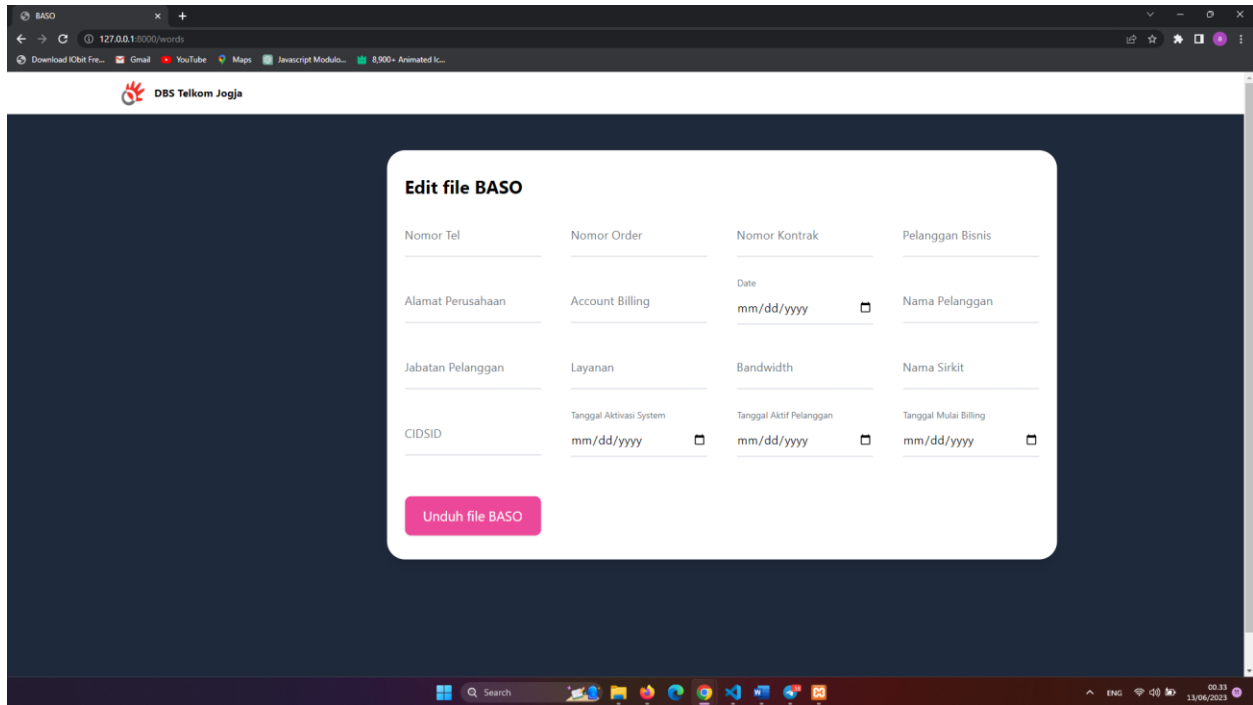 BASO
127.0.0.1:8000/words
Download IObit Fre... Gmail YouTube Maps Javascript Modulo... 8,900+ Animated Ic...
DBS Telkom Jogja
Edit file BASO
Nomor Tel Nomor Order Nomor Kontrak Pelanggan Bisnis
Date
Alamat Perusahaan Account Billing mm/dd/yyyy Nama Pelanggan
Jabatan Pelanggan Layanan Bandwidth Nama Sirkit
Tanggal Aktivasi System Tanggal Aktif Pelanggan Tanggal Mulai Billing
CIDSID mm/dd/yyyy mm/dd/yyyy mm/dd/yyyy
Unduh file BASO
Search ENG 00.33
13/06/2023